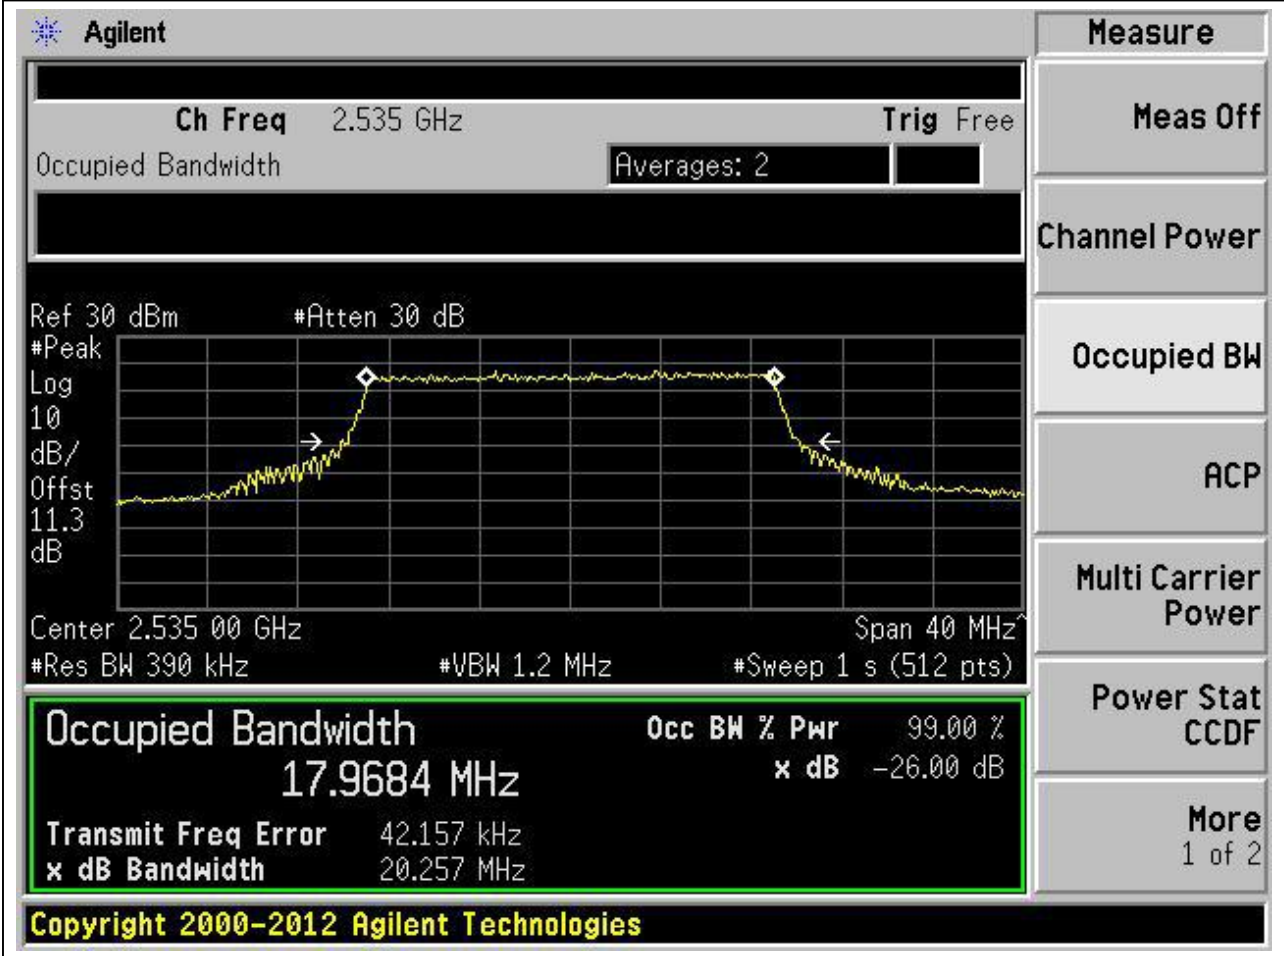 Agilent
Measure
Ch Freq 2.535 GHz Trig Free
Occupied Bandwidth Averages: 2
Ref 30 dBm #Atten 30 dB
#Peak
Log
10
dB/
Offst
11.3
dB
Center 2.535 00 GHz Span 40 MHz^
#Res BW 390 kHz #VBW 1.2 MHz #Sweep 1 s (512 pts)
Occupied Bandwidth Occ BW % Pwr 99.00 %
17.9684 MHz x dB -26.00 dB
Transmit Freq Error 42.157 kHz
x dB Bandwidth 20.257 MHz
Copyright 2000-2012 Agilent Technologies
Meas Off
Channel Power
Occupied BW
ACP
Multi Carrier
Power
Power Stat
CCDF
More
1 of 2